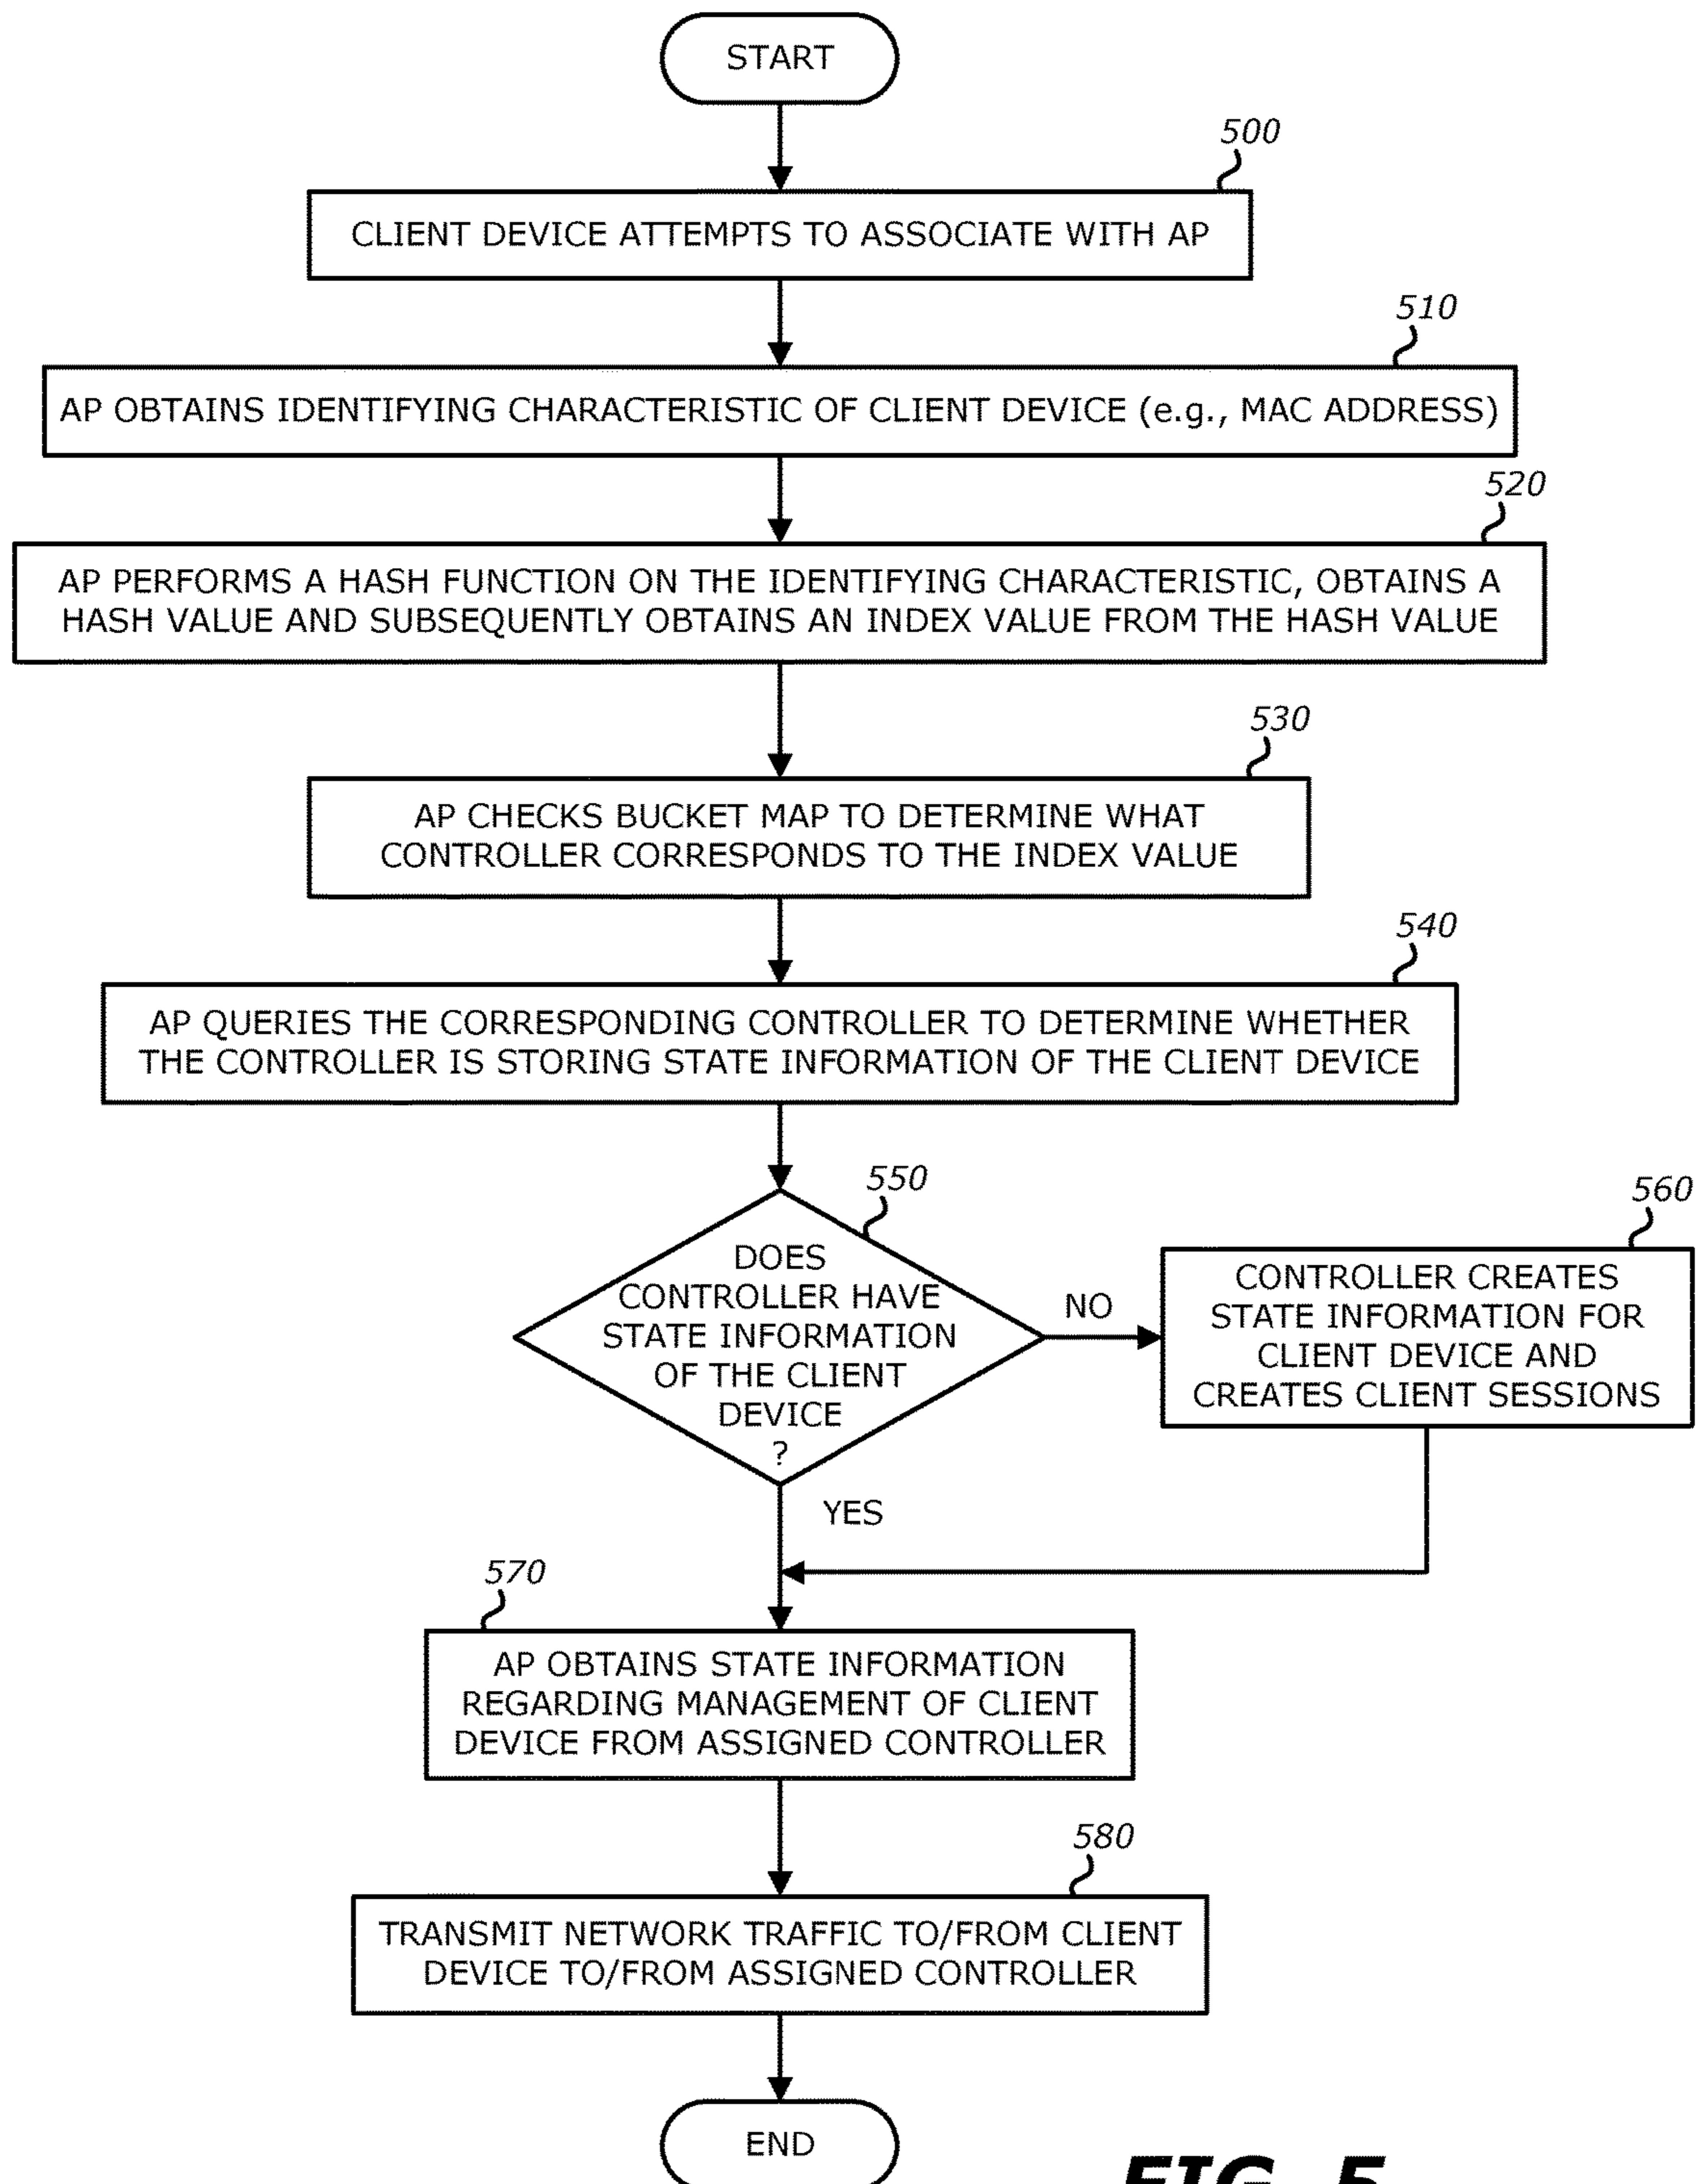 START
500
CLIENT DEVICE ATTEMPTS TO ASSOCIATE WITH AP
510
AP OBTAINS IDENTIFYING CHARACTERISTIC OF CLIENT DEVICE (e.g., MAC ADDRESS)
520
AP PERFORMS A HASH FUNCTION ON THE IDENTIFYING CHARACTERISTIC, OBTAINS A
HASH VALUE AND SUBSEQUENTLY OBTAINS AN INDEX VALUE FROM THE HASH VALUE
530
AP CHECKS BUCKET MAP TO DETERMINE WHAT
CONTROLLER CORRESPONDS TO THE INDEX VALUE
540
AP QUERIES THE CORRESPONDING CONTROLLER TO DETERMINE WHETHER
THE CONTROLLER IS STORING STATE INFORMATION OF THE CLIENT DEVICE
550
DOES
CONTROLLER HAVE
STATE INFORMATION
OF THE CLIENT
DEVICE
?
NO
560
CONTROLLER CREATES
STATE INFORMATION FOR
CLIENT DEVICE AND
CREATES CLIENT SESSIONS
YES
570
AP OBTAINS STATE INFORMATION
REGARDING MANAGEMENT OF CLIENT
DEVICE FROM ASSIGNED CONTROLLER
580
TRANSMIT NETWORK TRAFFIC TO/FROM CLIENT
DEVICE TO/FROM ASSIGNED CONTROLLER
END
FIG. 5